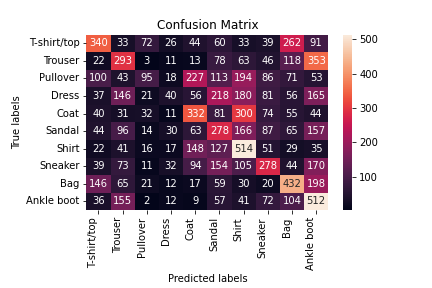 Confusion Matrix
T-shirt/top 340 33 72 26 44 60 33 39 262 91
Trouser 22 293 3 11 13 78 63 46 118 353
Pullover 100 43 95 18 227 113 194 86 71 53
Dress 37 146 21 40 56 218 180 81 56 165
Coat 40 31 32 11 332 81 300 74 55 44
Sandal 44 96 14 30 63 278 166 87 65 157
Shirt 22 41 16 17 148 127 514 51 29 35
Sneaker 39 73 11 32 94 154 105 278 44 170
Bag 146 65 21 12 17 59 30 20 432 198
Ankle boot 36 155 2 12 9 57 41 72 104 512
True labels
T-shirt/top Trouser Pullover Dress Coat Sandal Shirt Sneaker Bag Ankle boot
Predicted labels
500
400
300
200
100